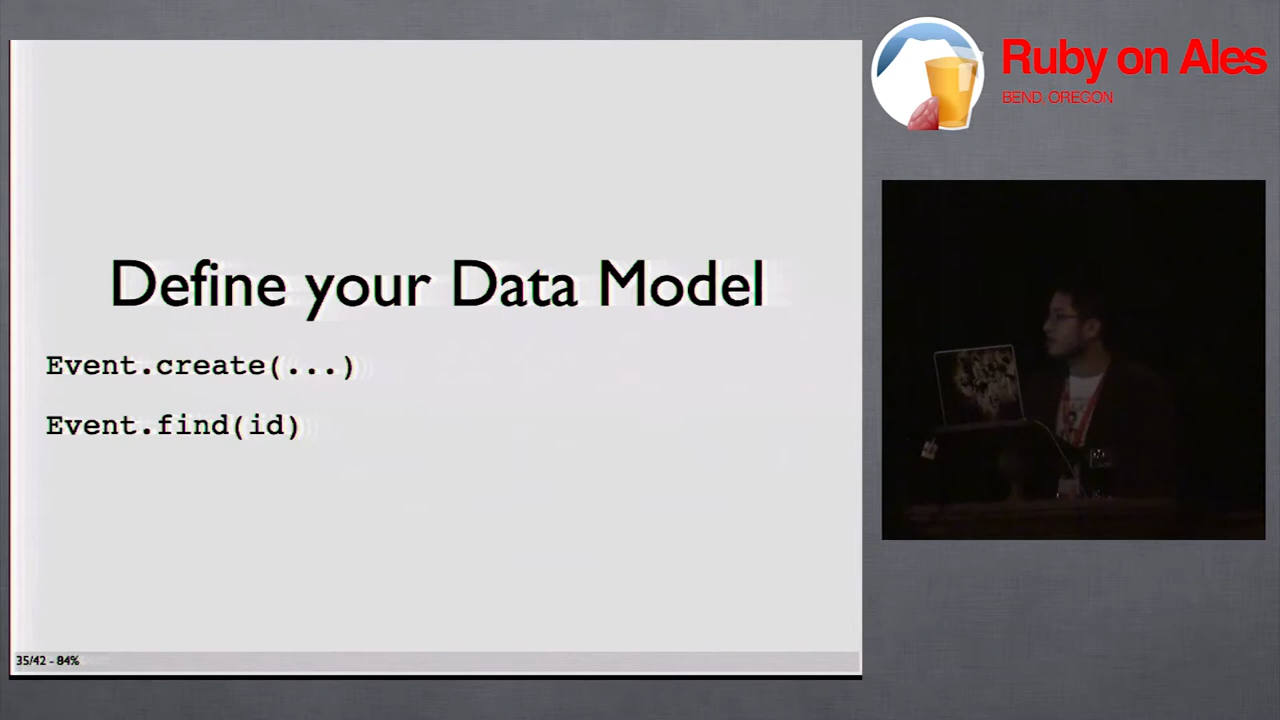 Define your Data Model
Event.create(...)
Event.find(id)
35/42 - 84%
Ruby on Ales
BEND, OREGON